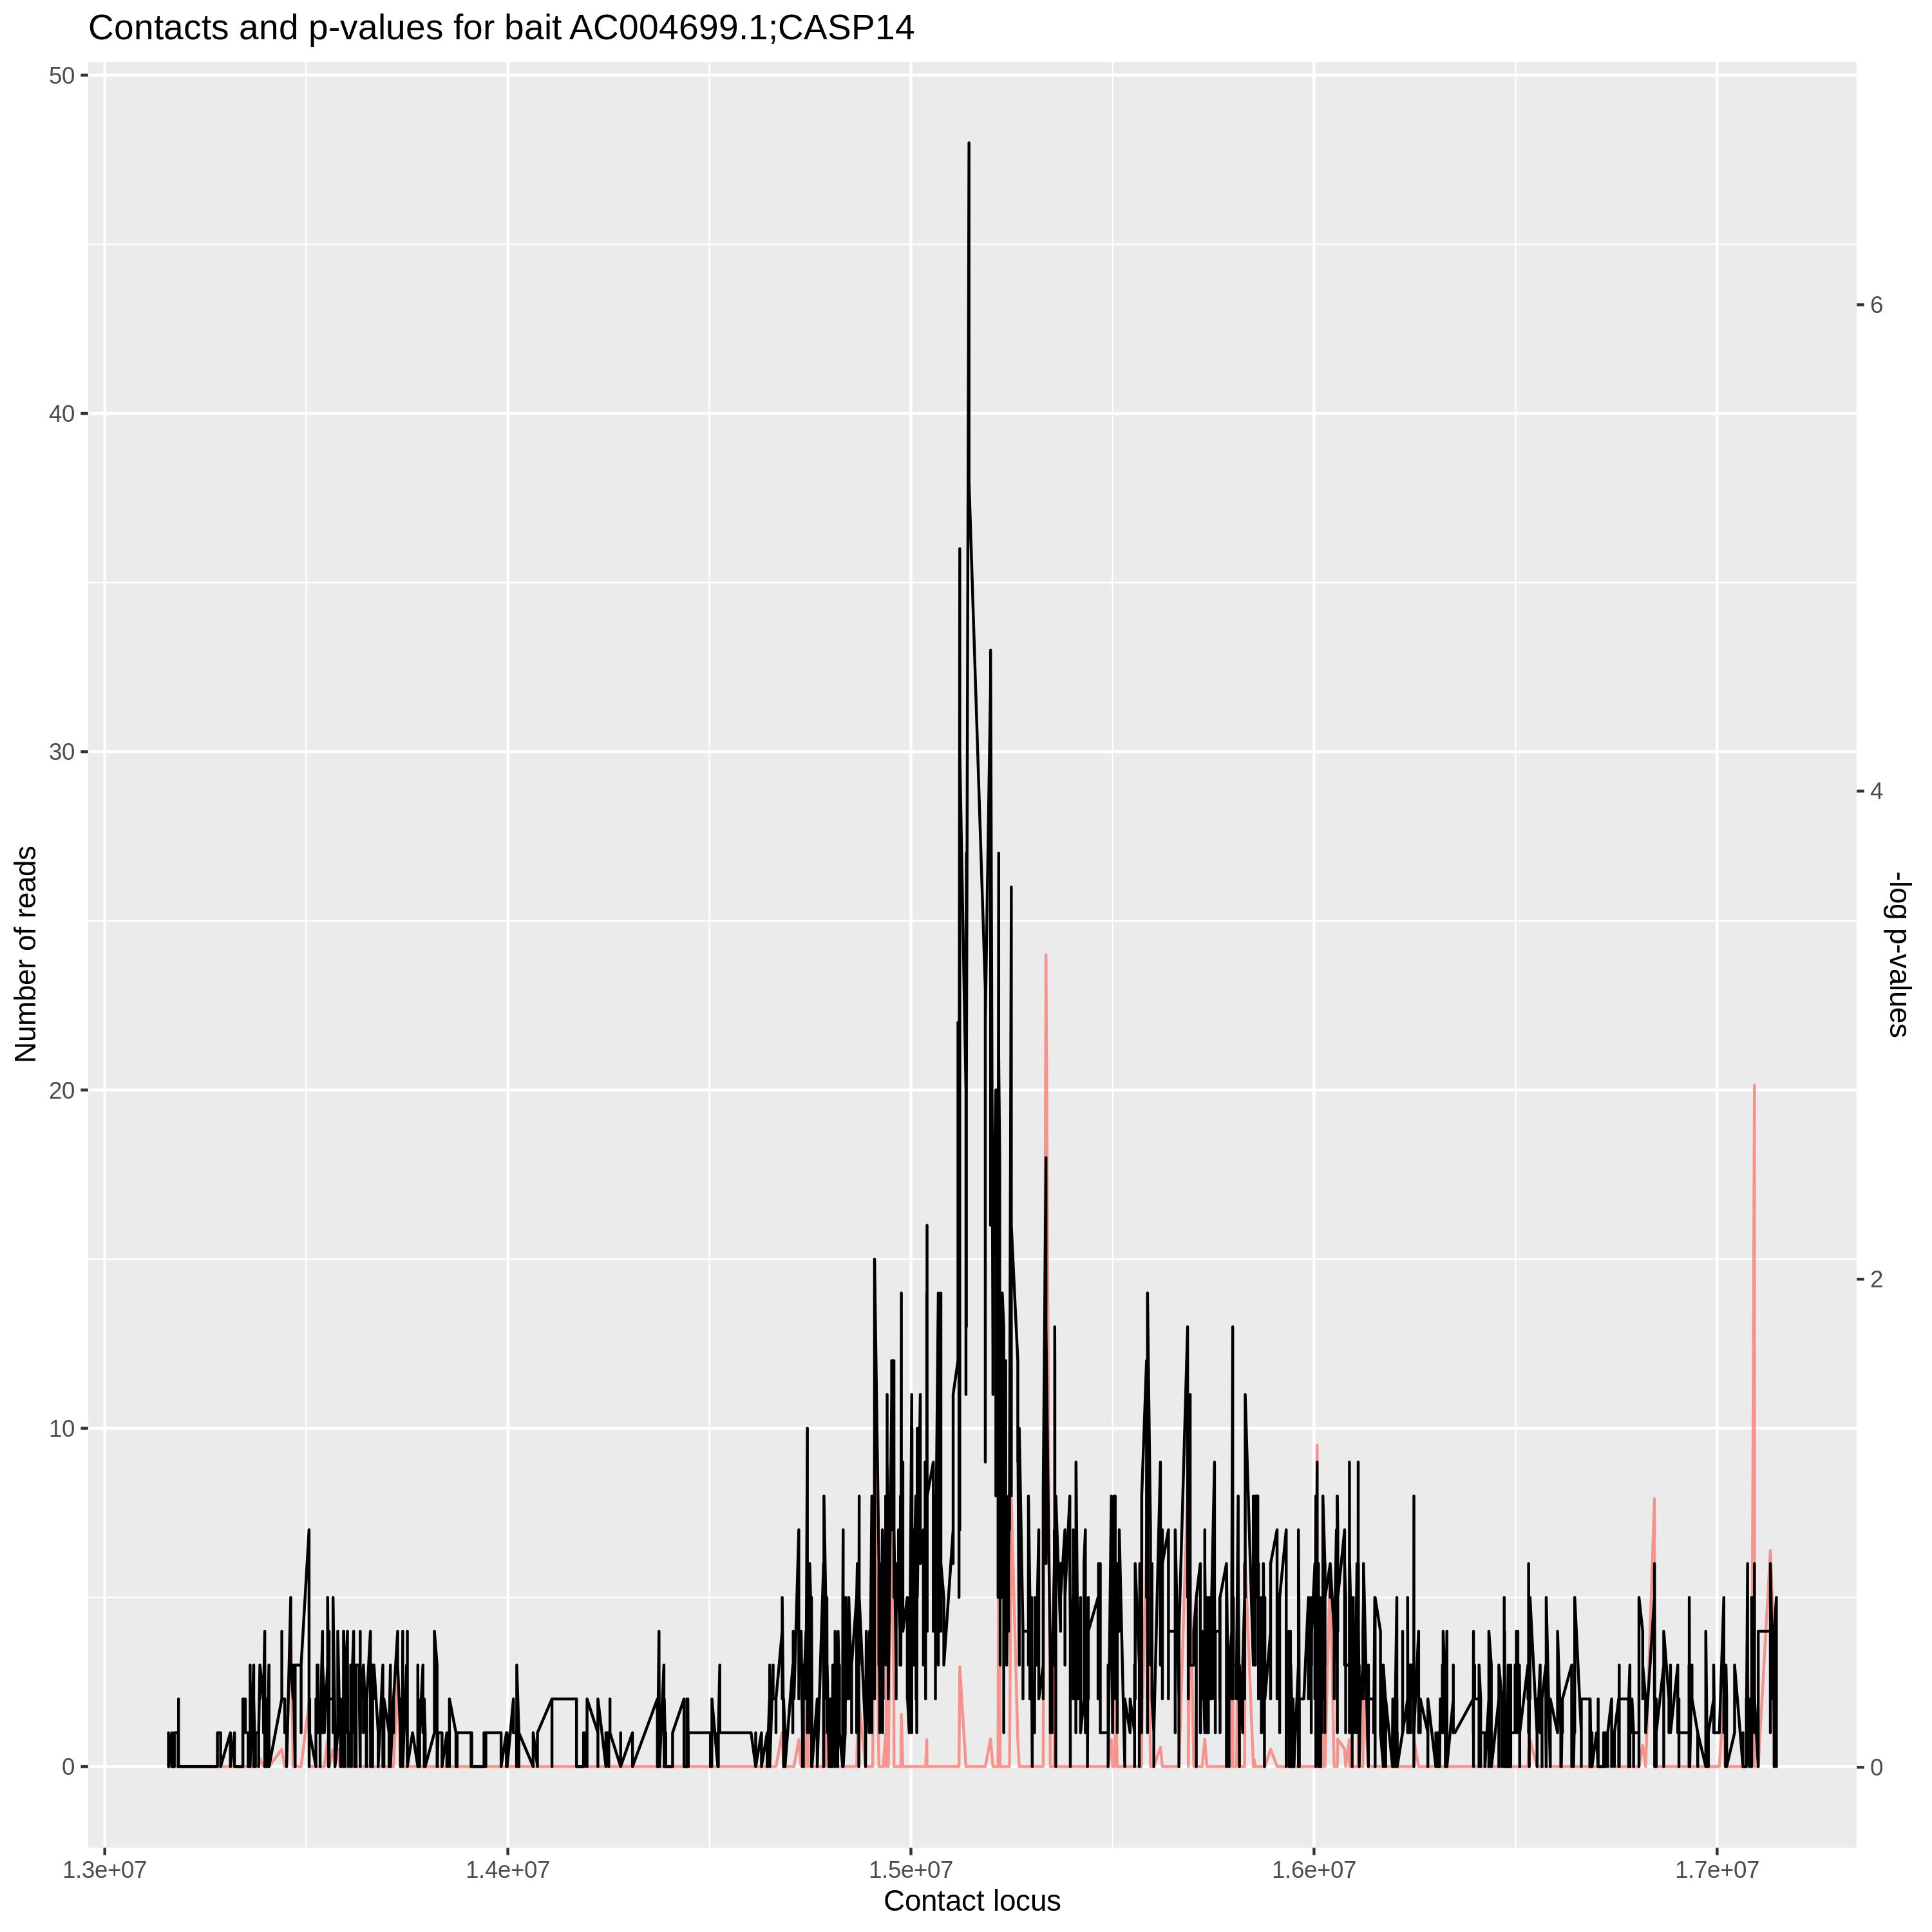 Contacts and p-values for bait AC004699.1;CASP14
50
40
30
20
10
0
Number of reads
6
4
2
0
-log p-values
1.3e+07
1.4e+07
1.5e+07
1.6e+07
1.7e+07
Contact locus